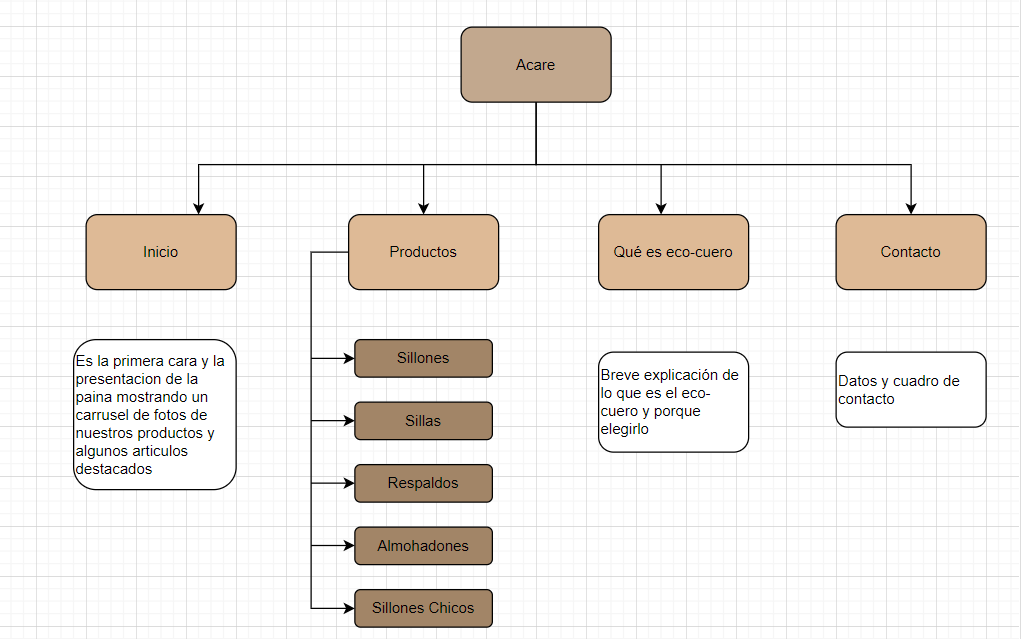 Acare
Inicio
Productos
Qué es eco-cuero
Contacto
Es la primera cara y la
presentacion de la
paina mostrando un
carrusel de fotos de
nuestros productos y
algunos articulos
destacados
Sillones
Sillas
Respaldos
Almohadones
Sillones Chicos
Breve explicación de
lo que es el eco-
cuero y porque
elegirlo
Datos y cuadro de
contacto